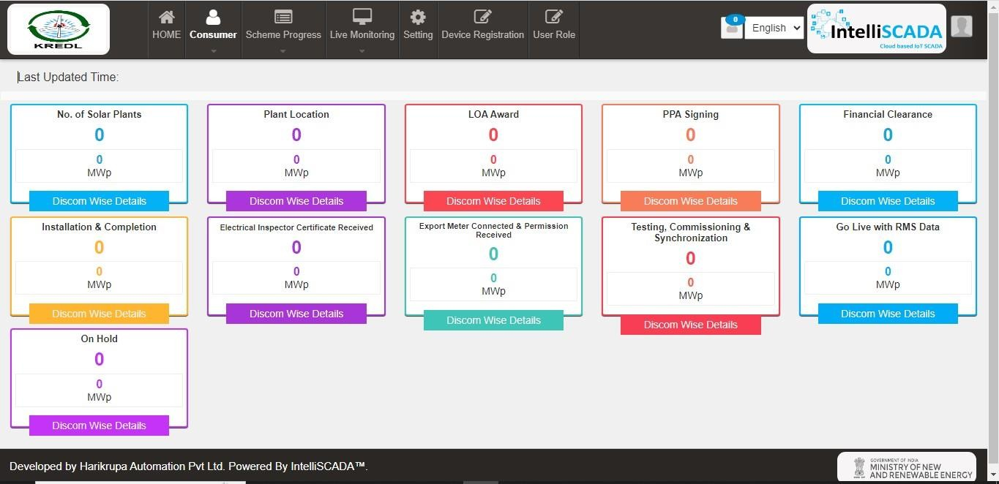 KREDL
HOME
Consumer
Scheme Progress
Live Monitoring
Setting
Device Registration
User Role
0
English
IntelliSCADA
Cloud based IoT SCADA
Last Updated Time:
No. of Solar Plants
0
0
MWp
Discom Wise Details
Plant Location
0
0
MWp
Discom Wise Details
LOA Award
0
0
MWp
Discom Wise Details
PPA Signing
0
0
MWp
Discom Wise Details
Financial Clearance
0
0
MWp
Discom Wise Details
Installation & Completion
0
0
MWp
Discom Wise Details
Electrical Inspector Certificate Received
0
0
MWp
Discom Wise Details
Export Meter Connected & Permission
Received
0
0
MWp
Discom Wise Details
Testing, Commissioning &
Synchronization
0
0
MWp
Discom Wise Details
Go Live with RMS Data
0
0
MWp
Discom Wise Details
On Hold
0
0
MWp
Discom Wise Details
Developed by Harikrupa Automation Pvt Ltd. Powered By IntelliSCADA™.
GOVERNMENT OF INDIA
MINISTRY OF NEW
AND RENEWABLE ENERGY